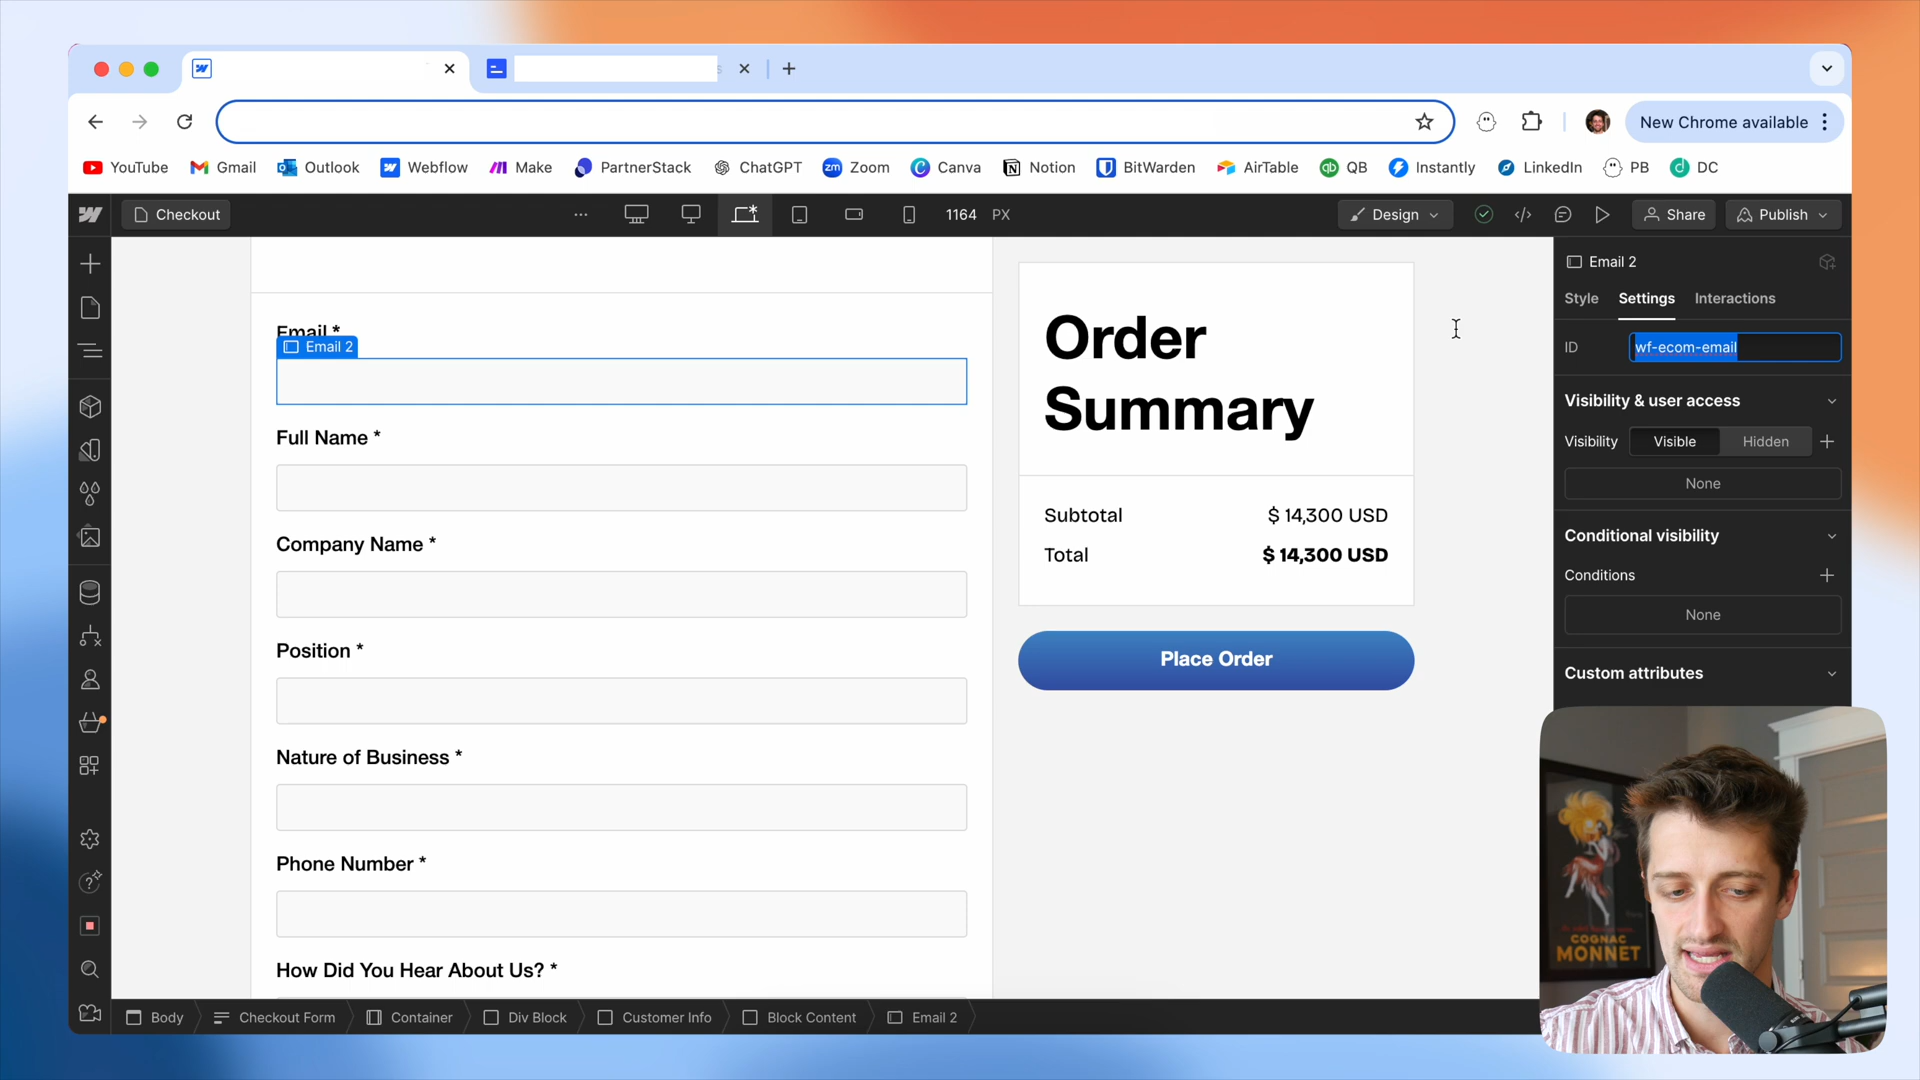 New Chrome available
YouTube Gmail Outlook Webflow Make PartnerStack ChatGPT Zoom Canva Notion BitWarden AirTable QB Instantly LinkedIn PB DC
Checkout 1164 PX Design Share Publish
Email 2
Style Settings Interactions
ID wf-ecom-email
Visibility & user access
Visibility Visible Hidden
None
Conditional visibility
Conditions
None
Custom attributes
Email *
Email 2
Full Name *
Company Name *
Position *
Nature of Business *
Phone Number *
How Did You Hear About Us? *
Order
Summary
Subtotal $ 14,300 USD
Total $ 14,300 USD
Place Order
Body Checkout Form Container Div Block Customer Info Block Content Email 2
COGNAC
MONNET